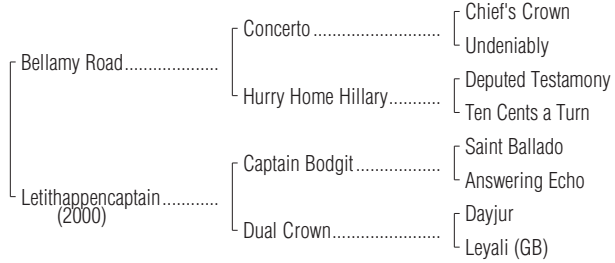 Chief's Crown
Concerto ..........................
Undeniably
Bellamy Road...................
Deputed Testamony
Hurry Home Hillary...........
Ten Cents a Turn
Saint Ballado
Captain Bodgit..................
Answering Echo
Letithappencaptain............
(2000)
Dayjur
Dual Crown.......................
Leyali (GB)